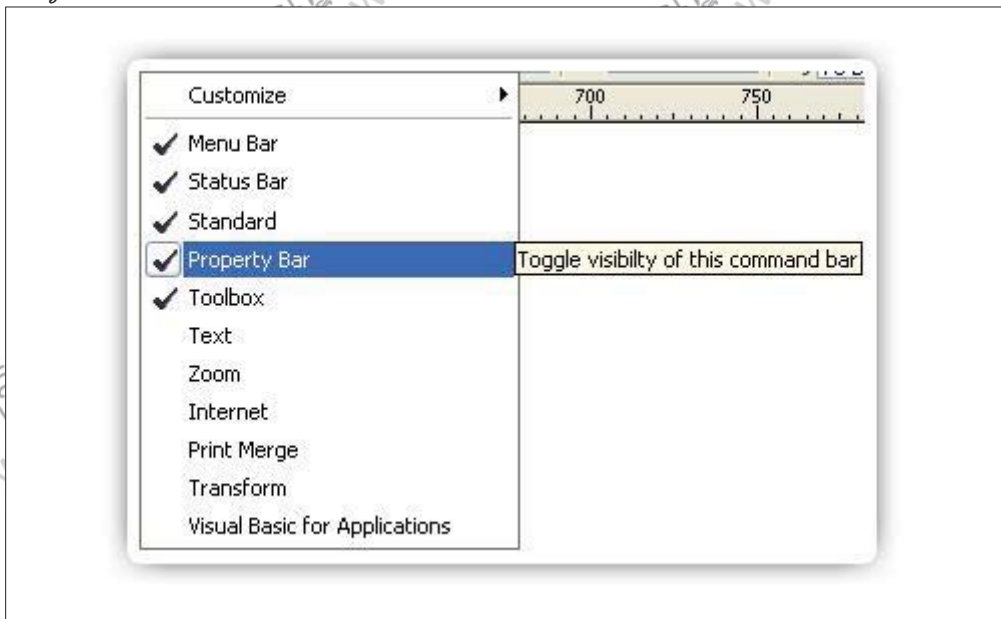 Customize
700 750
Menu Bar
Status Bar
Standard
Property Bar
Toggle visibilty of this command bar
Toolbox
Text
Zoom
Internet
Print Merge
Transform
Visual Basic for Applications